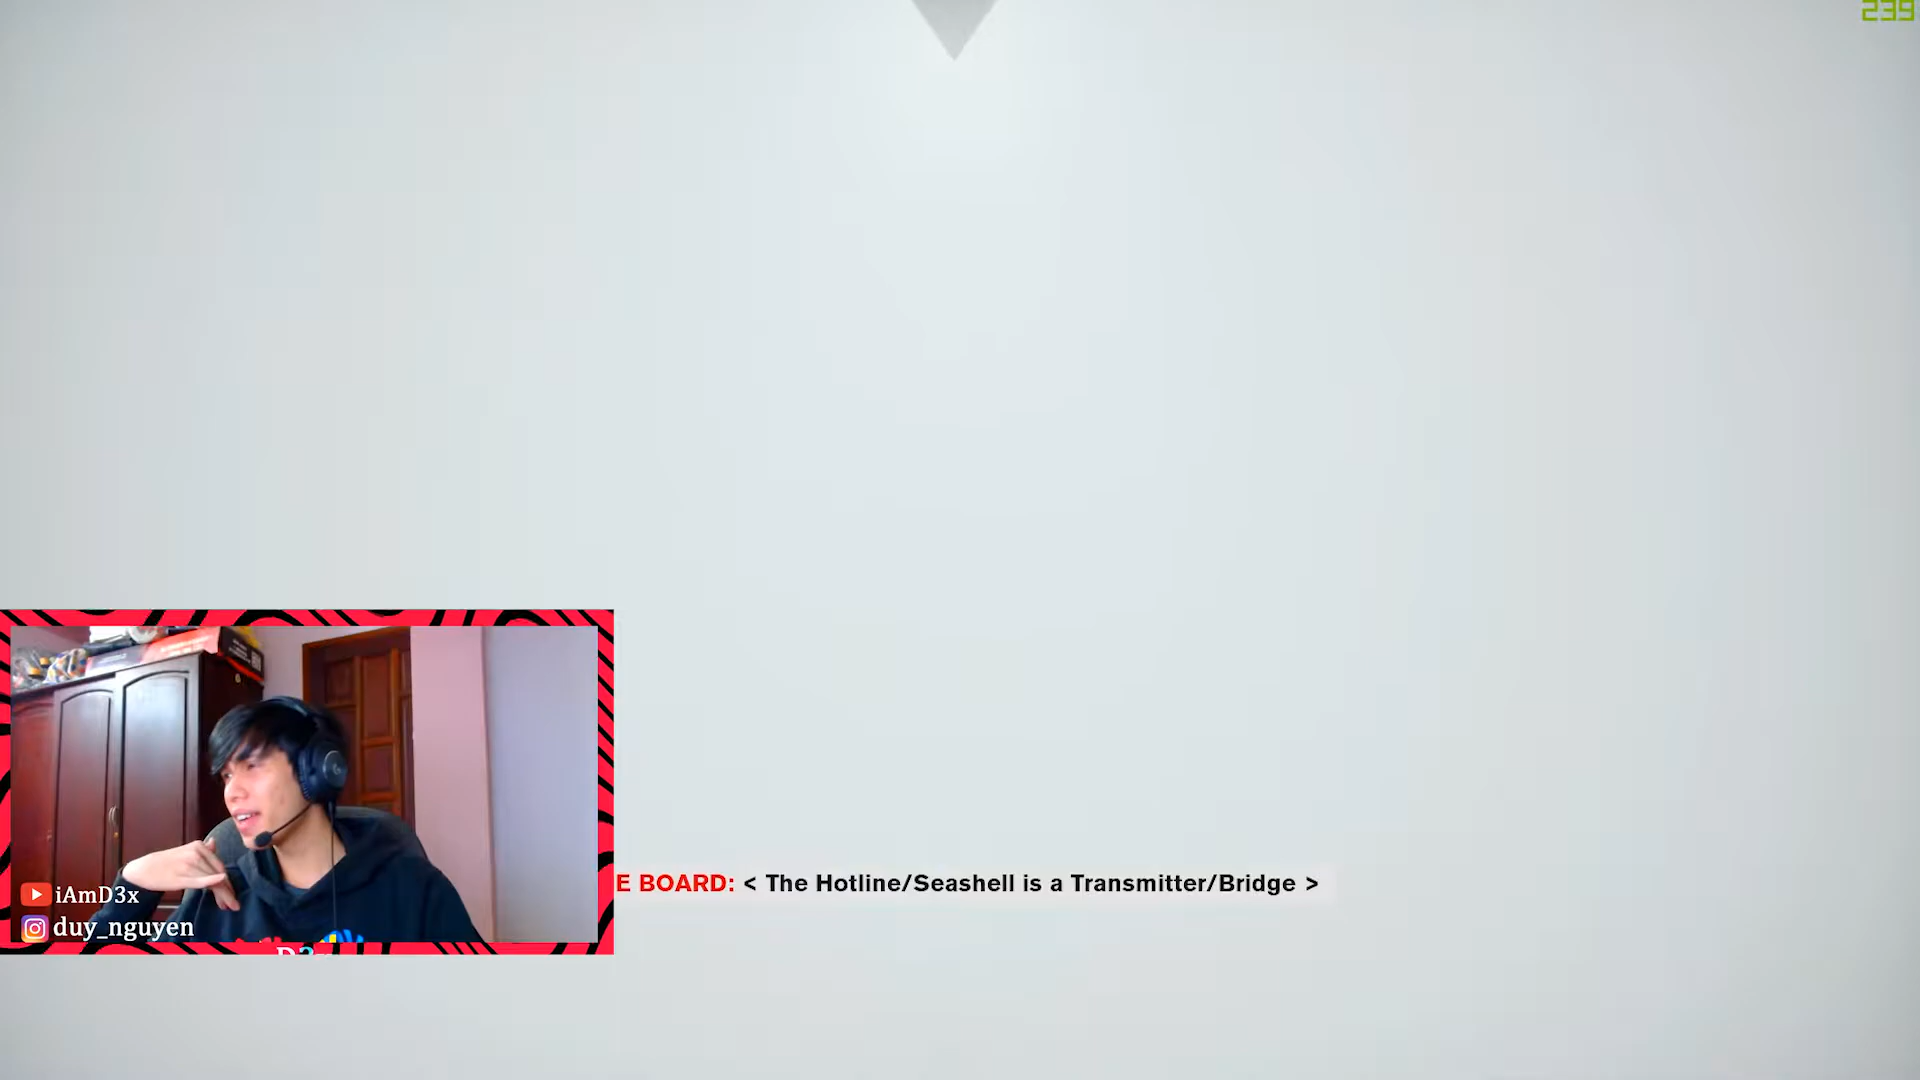 239
E BOARD: < The Hotline/Seashell is a Transmitter/Bridge >
iAmD3x
duy_nguyen